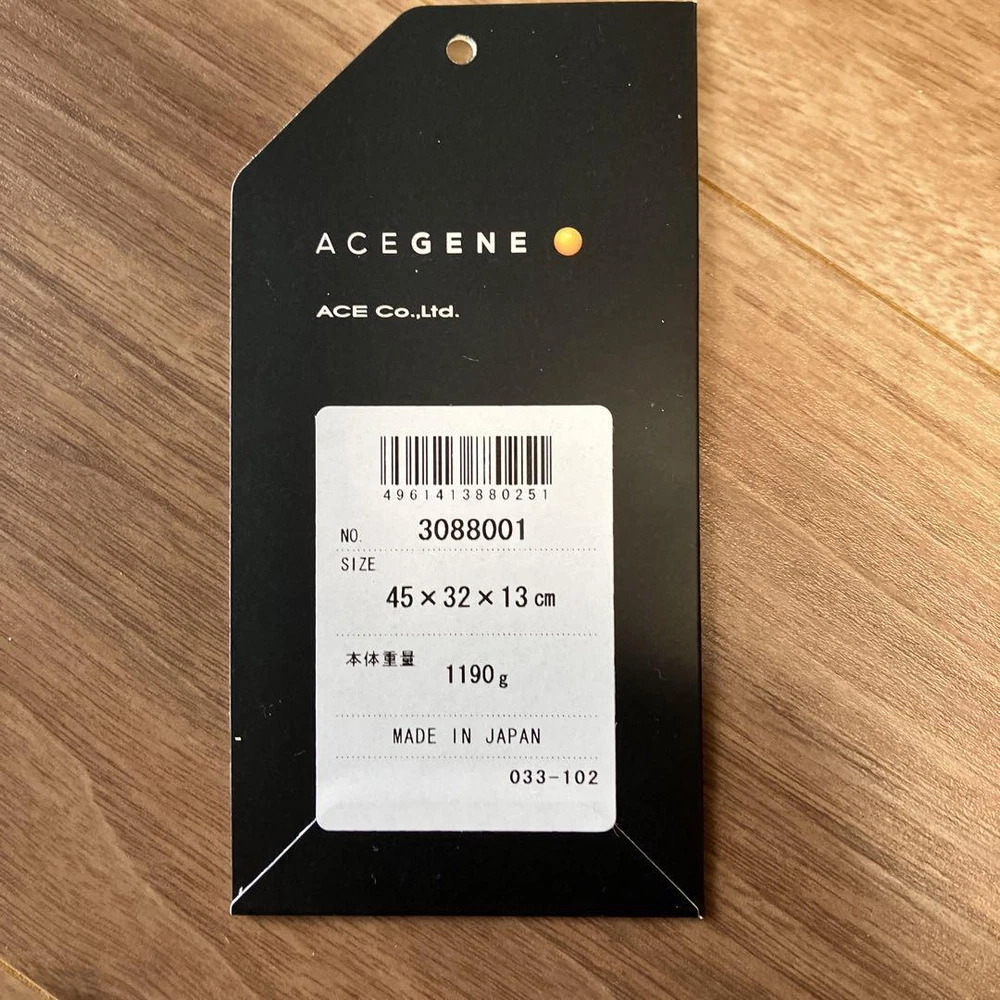 ACEGENE
ACE Co.,Ltd.
4961413880251
NO. 3088001
SIZE
45×32×13cm
本体重量
1190g
MADE IN JAPAN
033-102